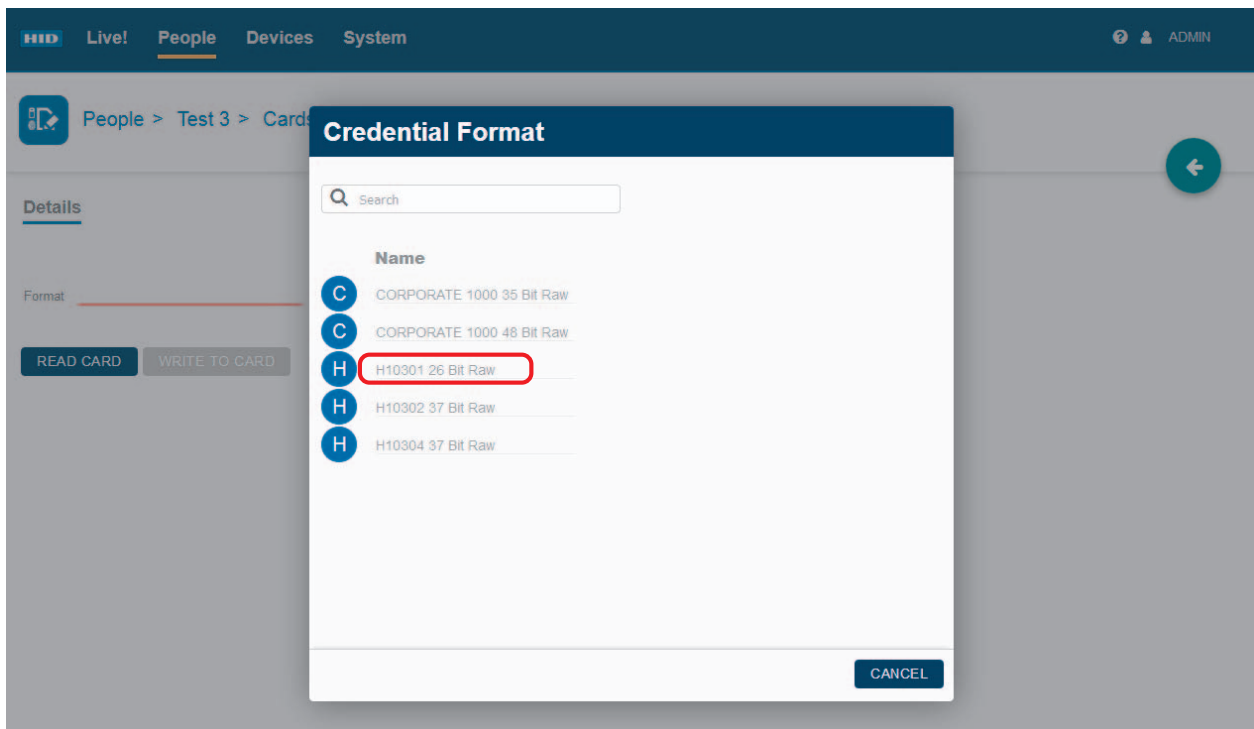 HID Live! People Devices System ADMIN
People > Test 3 > Cards
Credential Format
Search
Details
Name
Format
C CORPORATE 1000 35 Bit Raw
C CORPORATE 1000 48 Bit Raw
READ CARD WRITE TO CARD
H H10301 26 Bit Raw
H H10302 37 Bit Raw
H H10304 37 Bit Raw
CANCEL